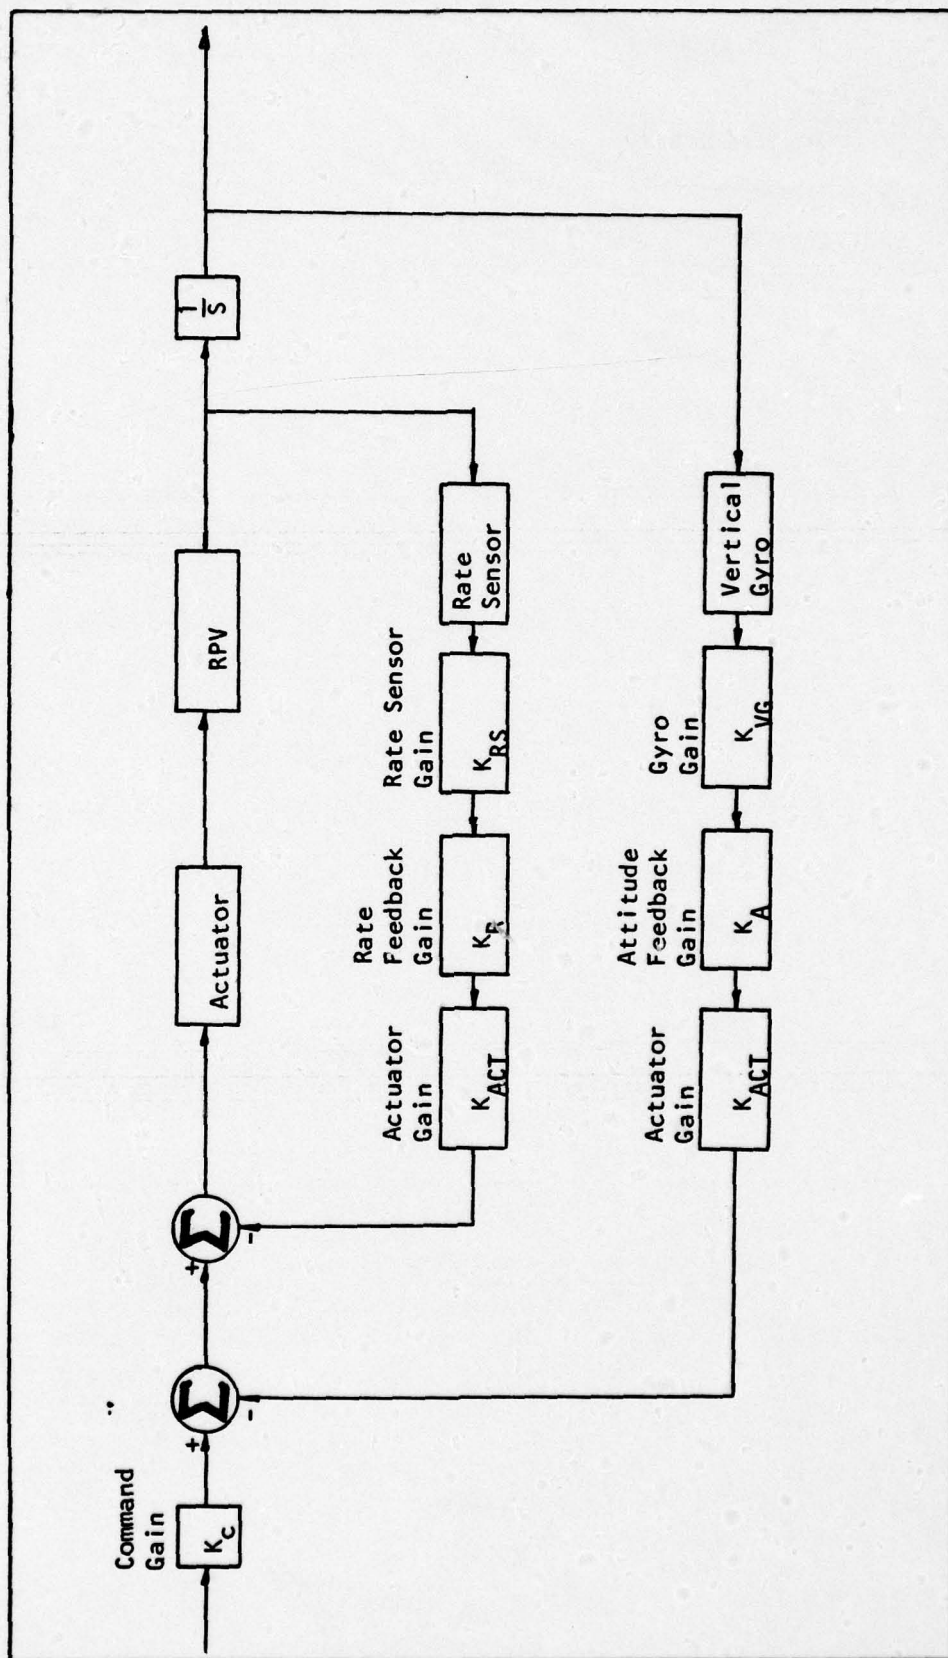 Command
Gain
K_C
+
Σ
-
+
Σ
-
Actuator
RPV
1
S
Actuator
Gain
K_ACT
Rate
Feedback
Gain
K_R
Rate Sensor
Gain
K_RS
Rate
Sensor
Actuator
Gain
K_ACT
Attitude
Feedback
Gain
K_A
Gyro
Gain
K_VG
Vertical
Gyro